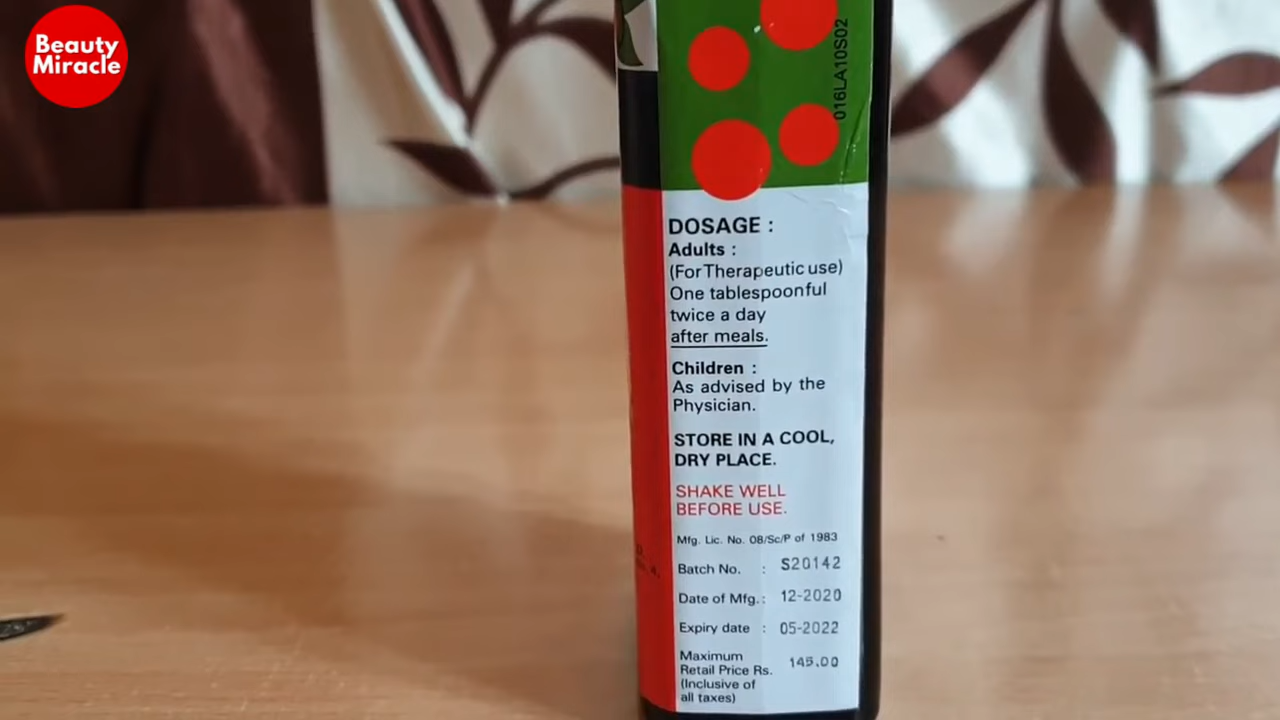 Beauty
Miracle
016LA10S02
DOSAGE :
Adults :
(For Therapeutic use)
One tablespoonful
twice a day
after meals.
Children :
As advised by the
Physician.
STORE IN A COOL,
DRY PLACE.
SHAKE WELL
BEFORE USE.
Mfg. Lic. No. 08/Sc/P of 1983
Batch No. : S20142
Date of Mfg. : 12-2020
Expiry date : 05-2022
Maximum
Retail Price Rs. 145.00
(Inclusive of
all taxes)